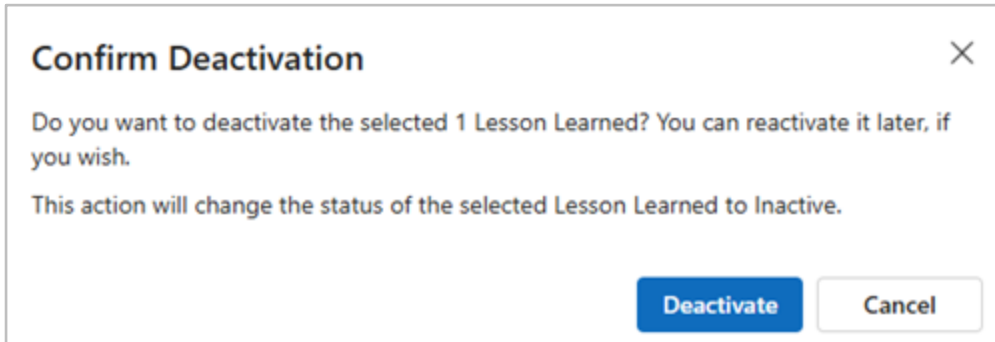 Confirm Deactivation
Do you want to deactivate the selected 1 Lesson Learned? You can reactivate it later, if
you wish.
This action will change the status of the selected Lesson Learned to Inactive.
Deactivate
Cancel